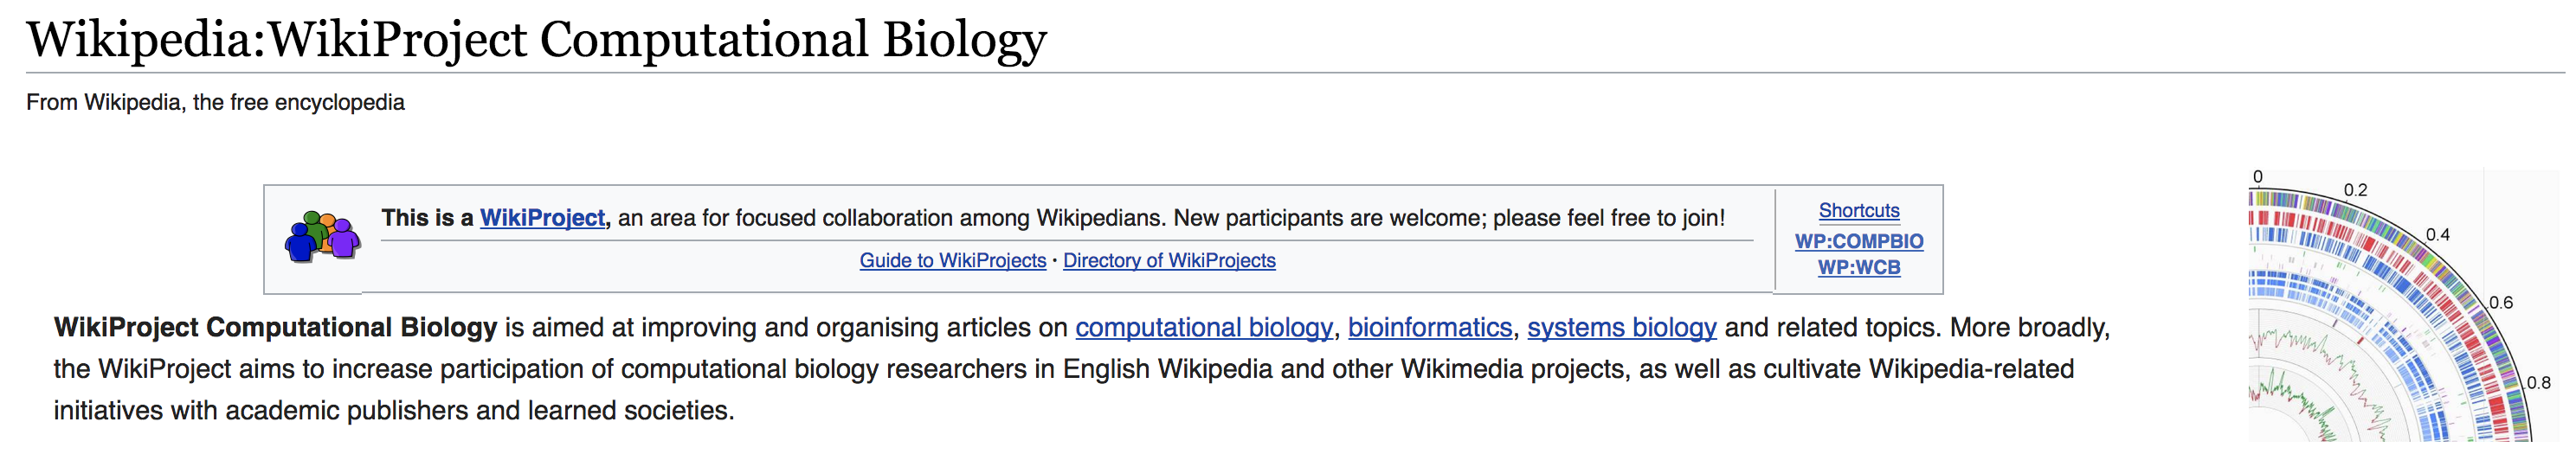 Wikipedia:WikiProject Computational Biology
From Wikipedia, the free encyclopedia
This is a WikiProject, an area for focused collaboration among Wikipedians. New participants are welcome; please feel free to join!
Guide to WikiProjects · Directory of WikiProjects
Shortcuts
WP:COMPBIO
WP:WCB
WikiProject Computational Biology is aimed at improving and organising articles on computational biology, bioinformatics, systems biology and related topics. More broadly,
the WikiProject aims to increase participation of computational biology researchers in English Wikipedia and other Wikimedia projects, as well as cultivate Wikipedia-related
initiatives with academic publishers and learned societies.
0
0.2
0.4
0.6
0.8